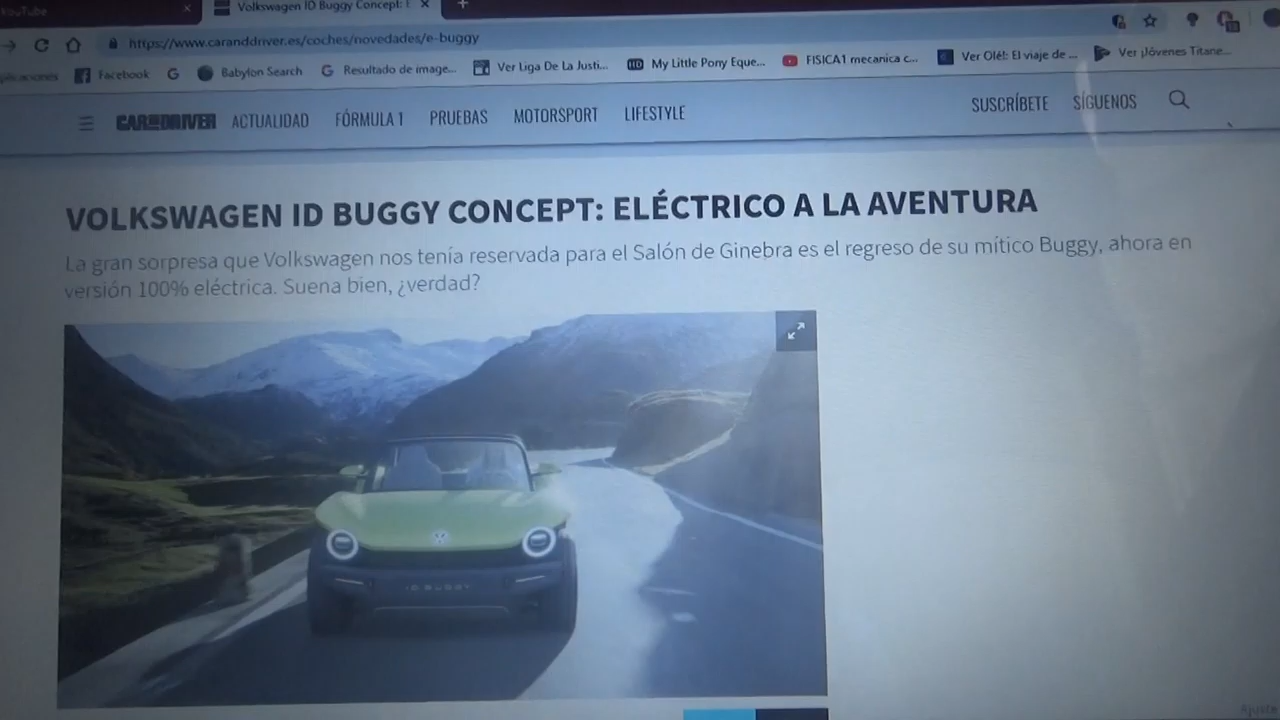 YouTube
Volkswagen ID Buggy Concept: E
https://www.caranddriver.es/coches/novedades/e-buggy
Facebook
Babylon Search
Resultado de image...
Ver Liga De La Justi...
My Little Pony Eque...
FISICA1 mecanica c...
Ver Olé!: El viaje de ...
Ver ¡Jóvenes Titane...
CAR AND DRIVER
ACTUALIDAD
FÓRMULA 1
PRUEBAS
MOTORSPORT
LIFESTYLE
SUSCRÍBETE
SÍGUENOS
VOLKSWAGEN ID BUGGY CONCEPT: ELÉCTRICO A LA AVENTURA
La gran sorpresa que Volkswagen nos tenía reservada para el Salón de Ginebra es el regreso de su mítico Buggy, ahora en
versión 100% eléctrica. Suena bien, ¿verdad?
ID BUGGY